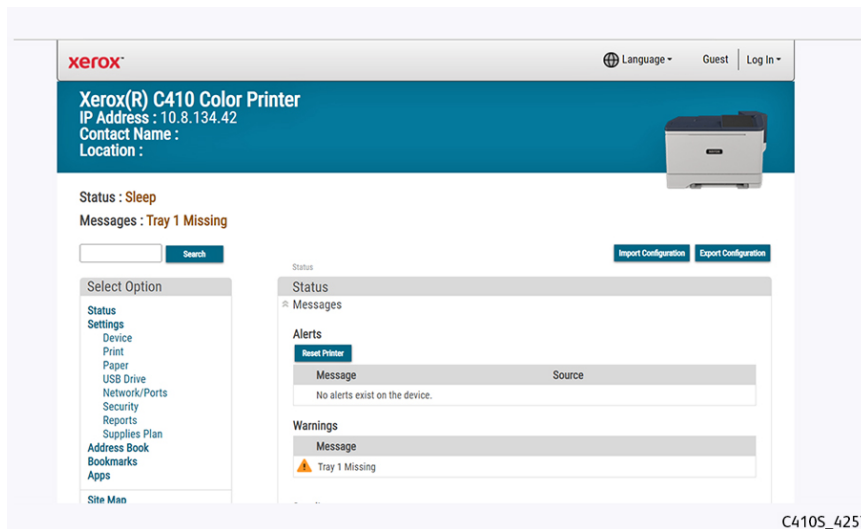 xerox™
Language
Guest
Log In
Xerox(R) C410 Color Printer
IP Address : 10.8.134.42
Contact Name :
Location :
Status : Sleep
Messages : Tray 1 Missing
Search
Import Configuration
Export Configuration
Status
Select Option
Status
Settings
Device
Print
Paper
USB Drive
Network/Ports
Security
Reports
Supplies Plan
Address Book
Bookmarks
Apps
Site Map
Status
Messages
Alerts
Reset Printer
Message Source
No alerts exist on the device.
Warnings
Message
Tray 1 Missing
C410S_425